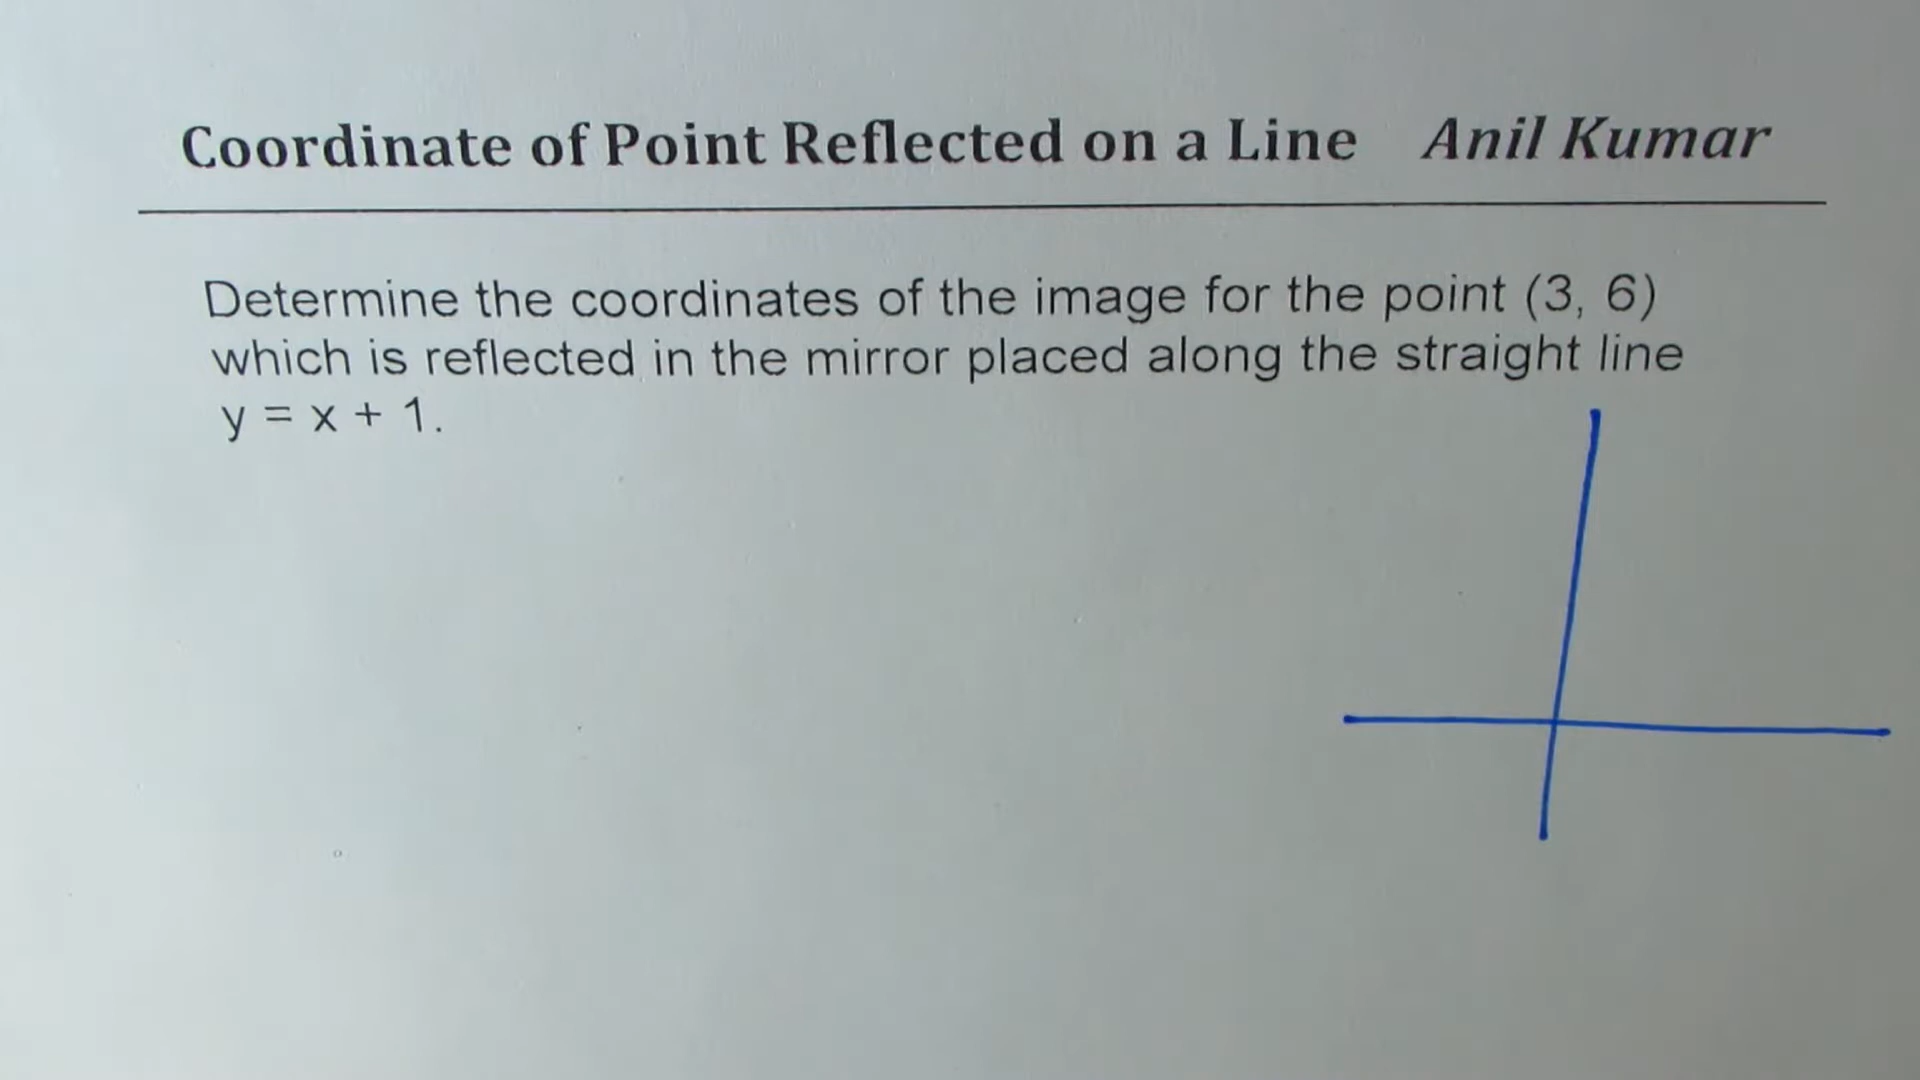 Coordinate of Point Reflected on a Line Anil Kumar
Determine the coordinates of the image for the point (3, 6)
which is reflected in the mirror placed along the straight line
y = x + 1.